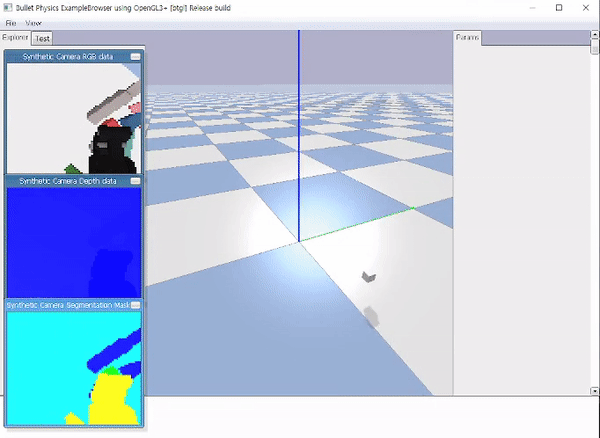 Bullet Physics ExampleBrowser using OpenGL3+ [btgl] Release build
File View
Explorer Test Params
Synthetic Camera RGB data
Synthetic Camera Depth data
Synthetic Camera Segmentation Mask